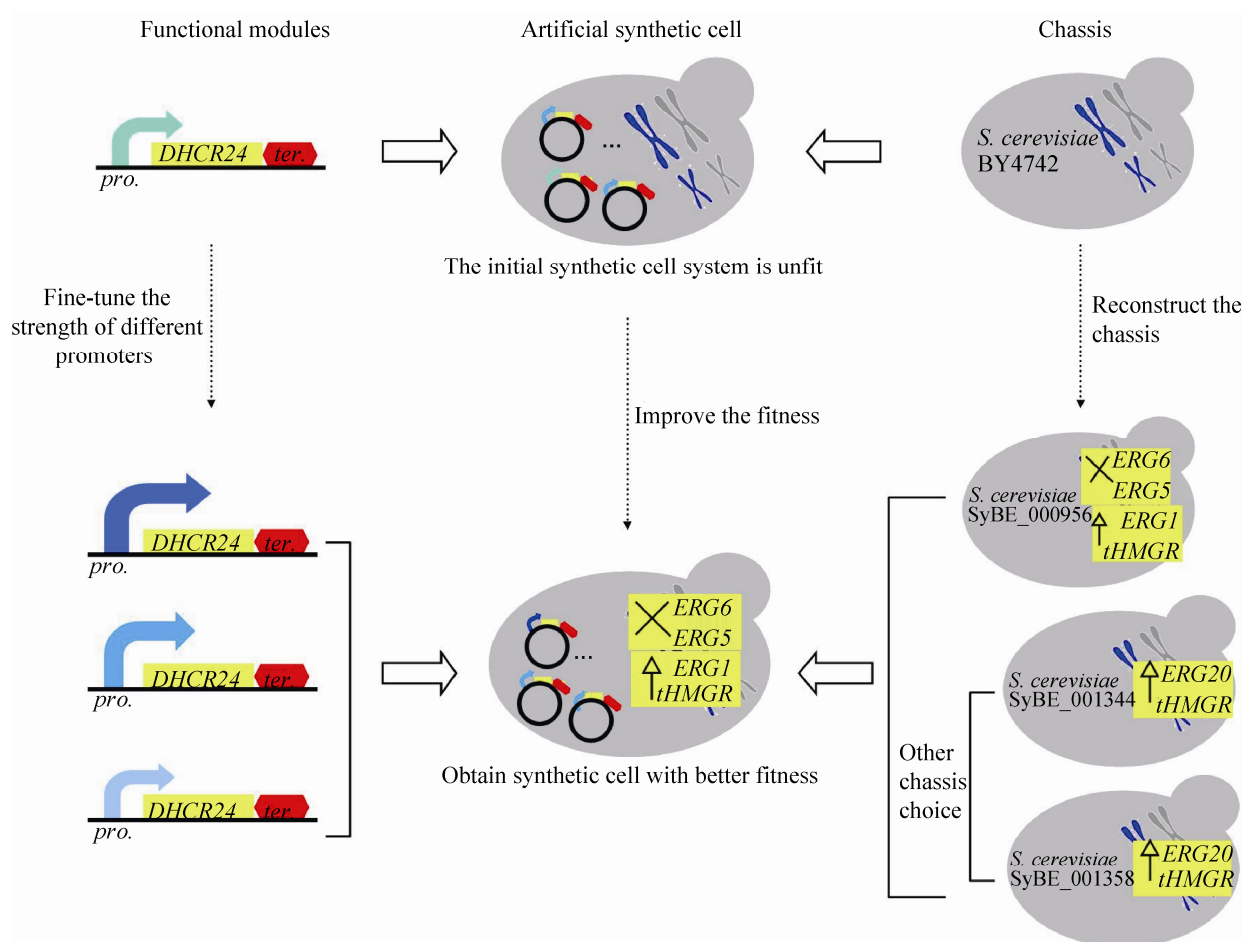 Functional modules
Artificial synthetic cell
Chassis
DHCR24 ter.
pro.
...
S. cerevisiae
BY4742
The initial synthetic cell system is unfit
Fine-tune the
strength of different
promoters
Improve the fitness
Reconstruct the
chassis
DHCR24 ter.
pro.
DHCR24 ter.
pro.
DHCR24 ter.
pro.
...
ERG6
ERG5
ERG1
tHMGR
Obtain synthetic cell with better fitness
S. cerevisiae
SyBE_000956
ERG6
ERG5
ERG1
tHMGR
S. cerevisiae
SyBE_001344
ERG20
tHMGR
Other
chassis
choice
S. cerevisiae
SyBE_001358
ERG20
tHMGR